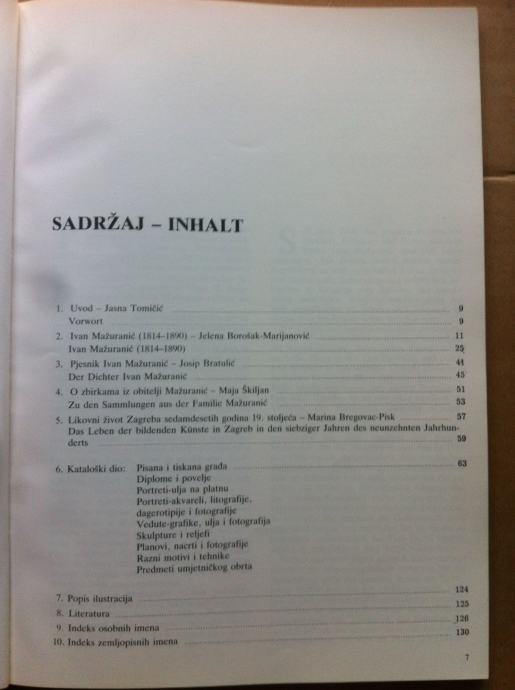 SADRŽAJ – INHALT
1. Uvod – Jasna Tomičić 9
Vorwort 9
2. Ivan Mažuranić (1814–1890) – Jelena Borošak-Marijanović 11
Ivan Mažuranić (1814–1890) 25
3. Pjesnik Ivan Mažuranić – Josip Bratulić 41
Der Dichter Ivan Mažuranić 45
4. O zbirkama iz obitelji Mažuranić – Maja Škiljan 51
Zu den Sammlungen aus der Familie Mažuranić 53
5. Likovni život Zagreba sedamdesetih godina 19. stoljeća – Marina Bregovac-Pisk 57
Das Leben der bildenden Künste in Zagreb in den siebziger Jahren des neunzehnten Jahrhun-
derts 59
6. Kataloški dio: Pisana i tiskana građa 63
Diplome i povelje
Portreti-ulja na platnu
Portreti-akvareli, litografije,
dagerotipije i fotografije
Vedute-grafike, ulja i fotografija
Skulpture i reljefi
Planovi, nacrti i fotografije
Razni motivi i tehnike
Predmeti umjetničkog obrta
7. Popis ilustracija 124
8. Literatura 125
9. Indeks osobnih imena 126
10. Indeks zemljopisnih imena 130
7